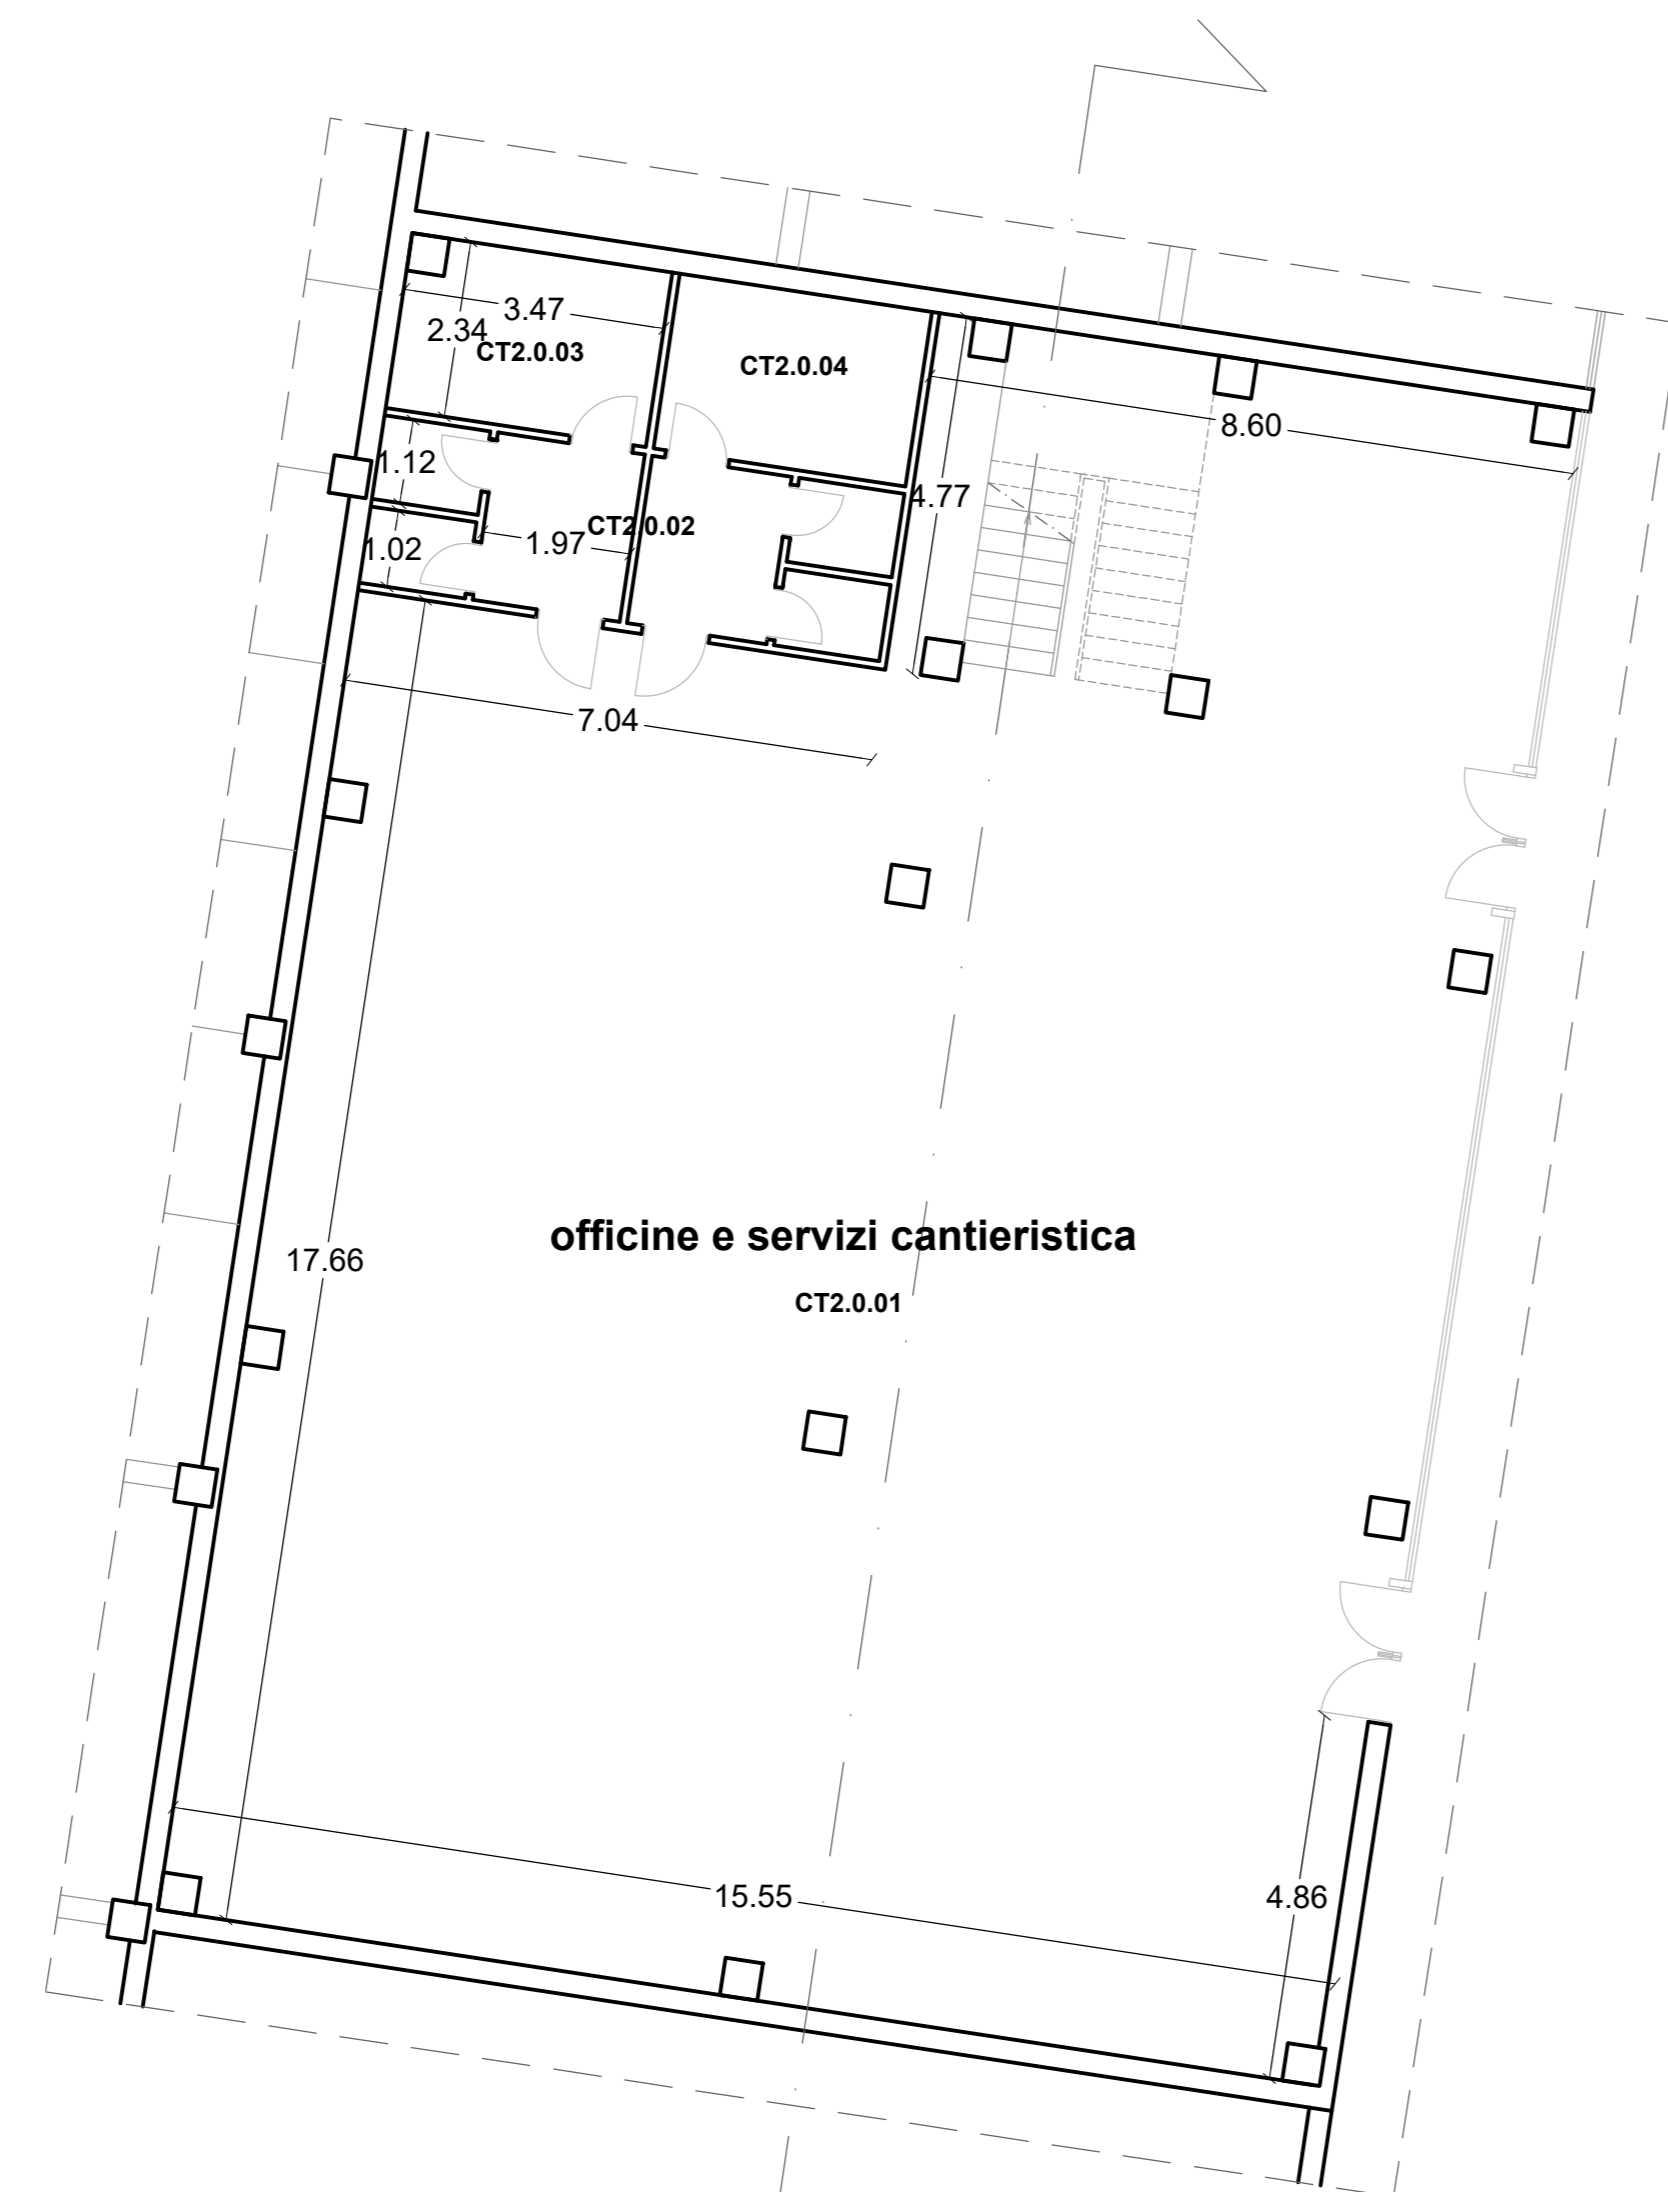 3.47
2.34
CT2.0.03
CT2.0.04
8.60
1.12
4.77
CT2.0.02
1.97
1.02
7.04
officine e servizi cantieristica
17.66
CT2.0.01
15.55
4.86